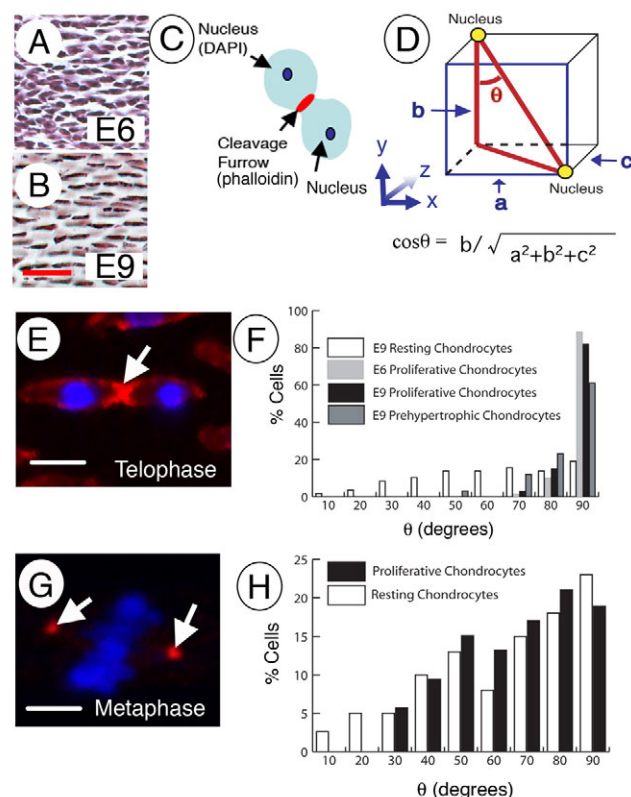 A
E6
B
E9
C
Nucleus
(DAPI)
Cleavage
Furrow
(phalloidin)
Nucleus
D
Nucleus
θ
b
c
a
Nucleus
y
z
x
cosθ = b/√a²+b²+c²
E
Telophase
F
% Cells
100
80
60
40
20
0
E9 Resting Chondrocytes
E6 Proliferative Chondrocytes
E9 Proliferative Chondrocytes
E9 Prehypertrophic Chondrocytes
10 20 30 40 50 60 70 80 90
θ (degrees)
G
Metaphase
H
% Cells
25
20
15
10
5
0
Proliferative Chondrocytes
Resting Chondrocytes
10 20 30 40 50 60 70 80 90
θ (degrees)